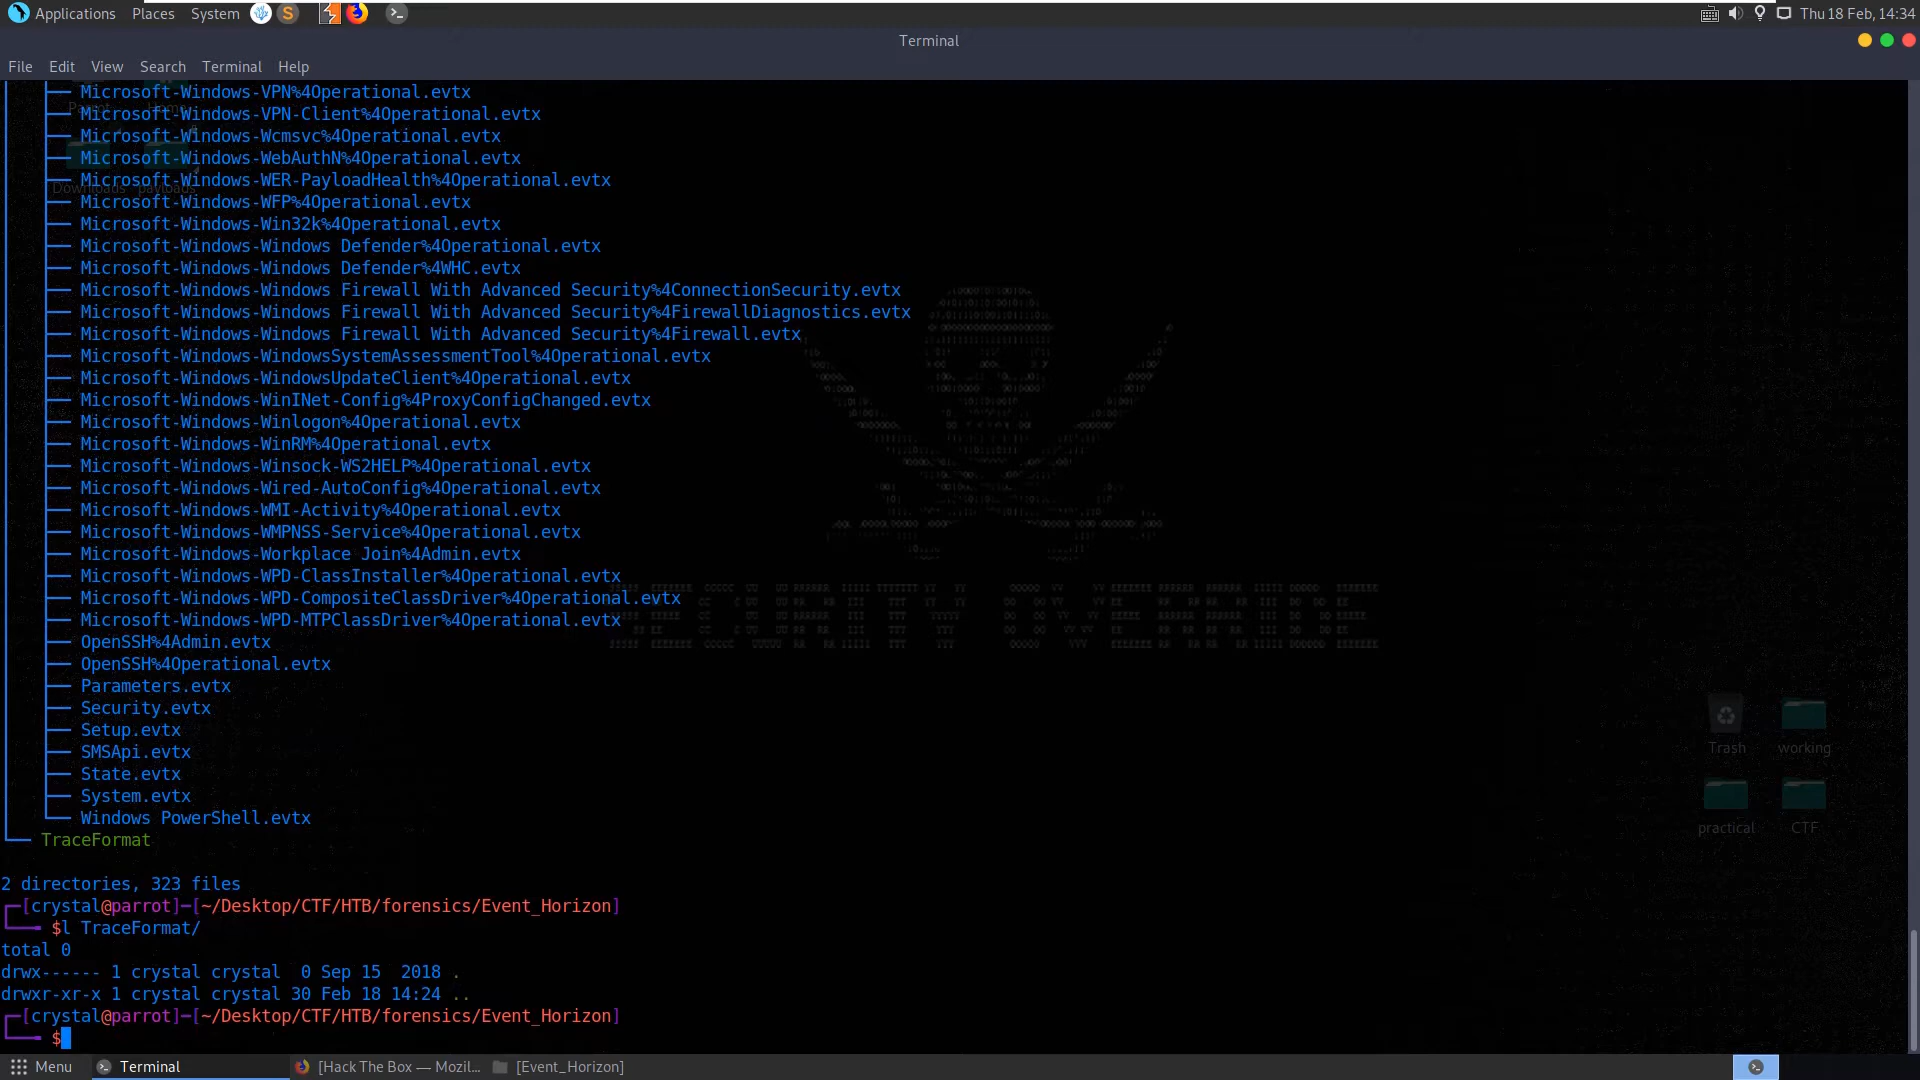 Applications Places System Thu 18 Feb, 14:34
Terminal
File Edit View Search Terminal Help
├── Microsoft-Windows-VPN%4Operational.evtx
├── Microsoft-Windows-VPN-Client%4Operational.evtx
├── Microsoft-Windows-Wcmsvc%4Operational.evtx
├── Microsoft-Windows-WebAuthN%4Operational.evtx
├── Microsoft-Windows-WER-PayloadHealth%4Operational.evtx
├── Microsoft-Windows-WFP%4Operational.evtx
├── Microsoft-Windows-Win32k%4Operational.evtx
├── Microsoft-Windows-Windows Defender%4Operational.evtx
├── Microsoft-Windows-Windows Defender%4WHC.evtx
├── Microsoft-Windows-Windows Firewall With Advanced Security%4ConnectionSecurity.evtx
├── Microsoft-Windows-Windows Firewall With Advanced Security%4FirewallDiagnostics.evtx
├── Microsoft-Windows-Windows Firewall With Advanced Security%4Firewall.evtx
├── Microsoft-Windows-WindowsSystemAssessmentTool%4Operational.evtx
├── Microsoft-Windows-WindowsUpdateClient%4Operational.evtx
├── Microsoft-Windows-WinINet-Config%4ProxyConfigChanged.evtx
├── Microsoft-Windows-Winlogon%4Operational.evtx
├── Microsoft-Windows-WinRM%4Operational.evtx
├── Microsoft-Windows-Winsock-WS2HELP%4Operational.evtx
├── Microsoft-Windows-Wired-AutoConfig%4Operational.evtx
├── Microsoft-Windows-WMI-Activity%4Operational.evtx
├── Microsoft-Windows-WMPNSS-Service%4Operational.evtx
├── Microsoft-Windows-Workplace Join%4Admin.evtx
├── Microsoft-Windows-WPD-ClassInstaller%4Operational.evtx
├── Microsoft-Windows-WPD-CompositeClassDriver%4Operational.evtx
├── Microsoft-Windows-WPD-MTPClassDriver%4Operational.evtx
├── OpenSSH%4Admin.evtx
├── OpenSSH%4Operational.evtx
├── Parameters.evtx
├── Security.evtx
├── Setup.evtx
├── SMSApi.evtx
├── State.evtx
├── System.evtx
└── Windows PowerShell.evtx
└── TraceFormat
2 directories, 323 files
┌─[crystal@parrot]─[~/Desktop/CTF/HTB/forensics/Event_Horizon]
└──╼ $l TraceFormat/
total 0
drwx------ 1 crystal crystal  0 Sep 15  2018 .
drwxr-xr-x 1 crystal crystal 30 Feb 18 14:24 ..
┌─[crystal@parrot]─[~/Desktop/CTF/HTB/forensics/Event_Horizon]
└──╼ $
Parrot Home
Downloads payloads
SECURITY OVERRIDE
Trash working
practical CTF
Menu Terminal [Hack The Box — Mozil... [Event_Horizon]